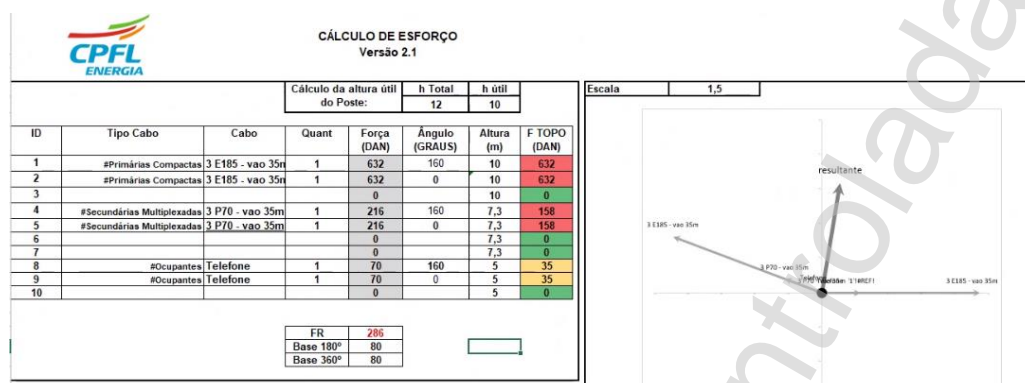 CÁLCULO DE ESFORÇO
Versão 2.1
CPFL
ENERGIA
Cálculo da altura útil do Poste: h Total h útil
12 10
Escala 1,5
ID Tipo Cabo Cabo Quant Força (DAN) Ângulo (GRAUS) Altura (m) F TOPO (DAN)
1 #Primárias Compactas 3 E185 - vao 35m 1 632 160 10 632
2 #Primárias Compactas 3 E185 - vao 35m 1 632 0 10 632
3 0 10 0
4 #Secundárias Multiplexadas 3 P70 - vao 35m 1 216 160 7,3 158
5 #Secundárias Multiplexadas 3 P70 - vao 35m 1 216 0 7,3 158
6 0 7,3 0
7 0 7,3 0
8 #Ocupantes Telefone 1 70 160 5 35
9 #Ocupantes Telefone 1 70 0 5 35
10 0 5 0
FR 286
Base 180º 80
Base 360º 80
resultante
3 E185 - vao 35m
3 P70 - vao 35m
3 E185 - vao 35m
ntrolada